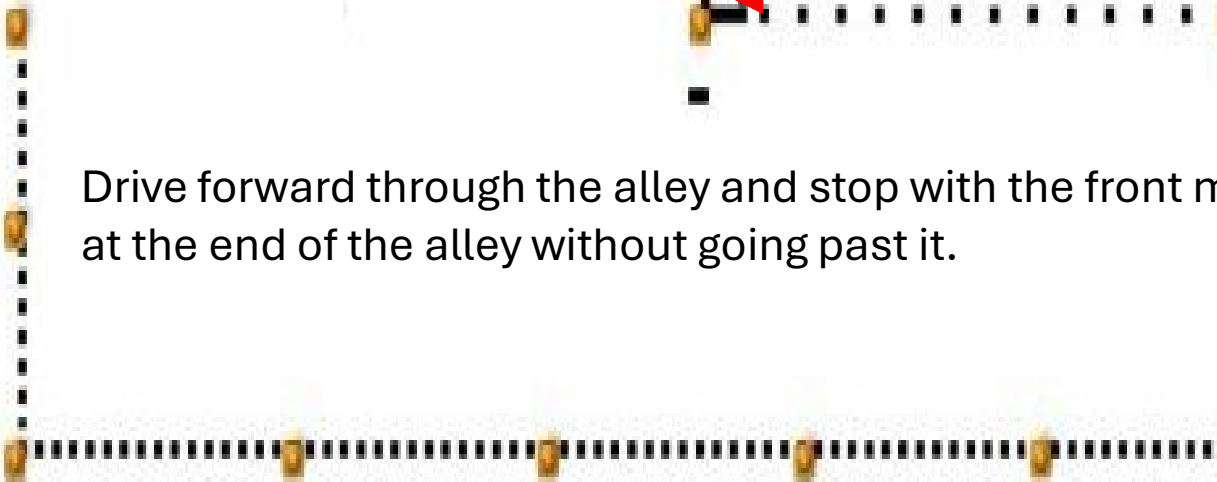 Drive forward through the alley and stop with the front
at the end of the alley without going past it.